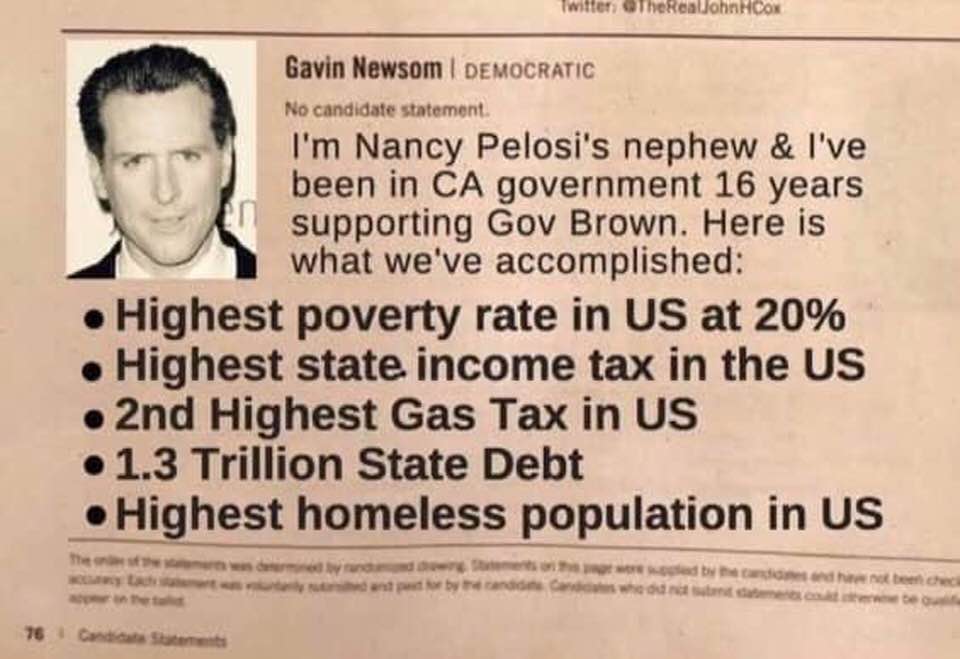 Twitter: @TheRealJohnHCox
Gavin Newsom | DEMOCRATIC
No candidate statement.
I'm Nancy Pelosi's nephew & I've
been in CA government 16 years
supporting Gov Brown. Here is
what we've accomplished:
en
• Highest poverty rate in US at 20%
• Highest state income tax in the US
• 2nd Highest Gas Tax in US
• 1.3 Trillion State Debt
• Highest homeless population in US
The order of the statements was determined by randomized drawing. Statements on this page were supplied by the candidates and have not been check
accuracy. Each statement was voluntarily submitted and paid for by the candidate. Candidates who did not submit statements could otherwise be qualifie
appear on the ballot.
76 | Candidate Statements